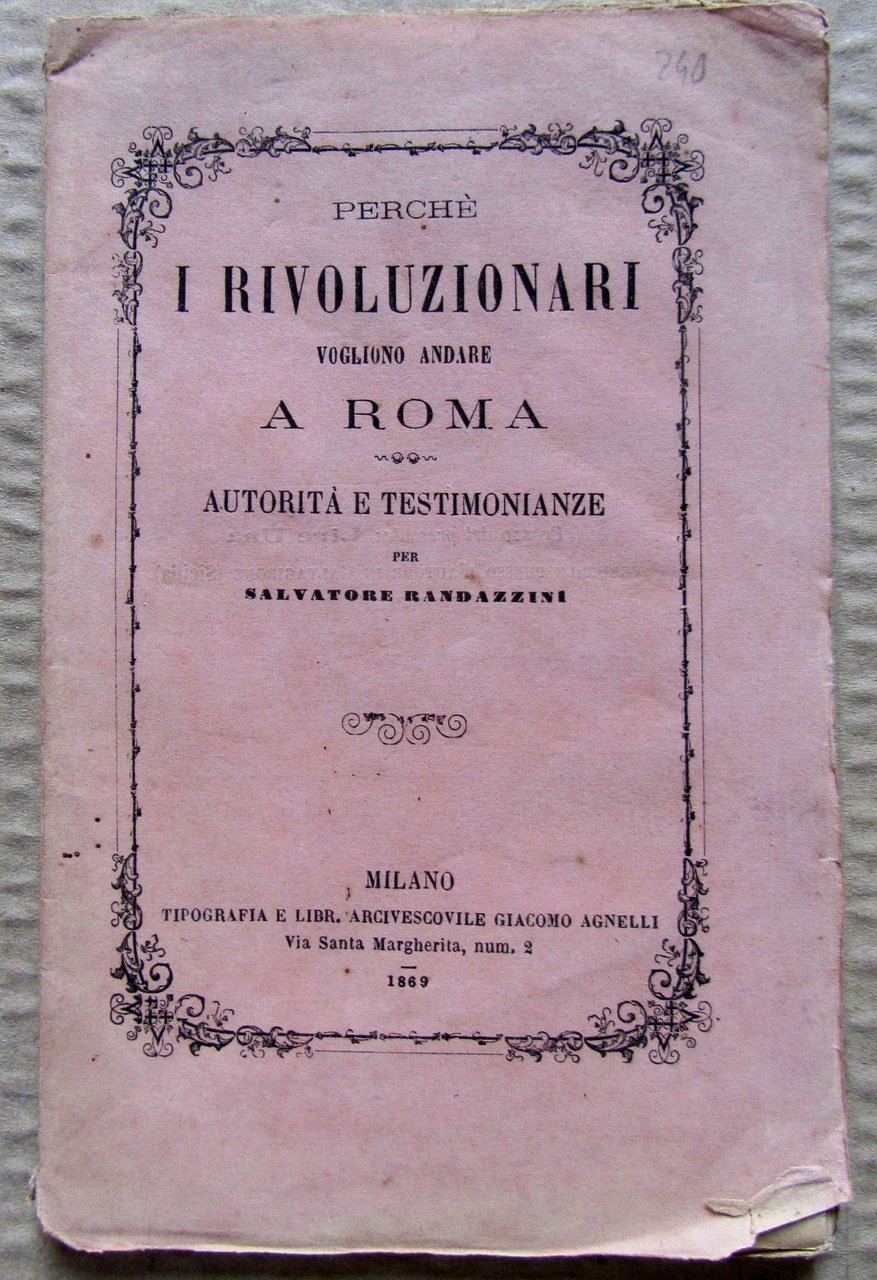 240
PERCHÈ
I RIVOLUZIONARI
VOGLIONO ANDARE
A ROMA
AUTORITÀ E TESTIMONIANZE
PER
SALVATORE RANDAZZINI
MILANO
TIPOGRAFIA E LIBR. ARCIVESCOVILE GIACOMO AGNELLI
Via Santa Margherita, num. 2
1869